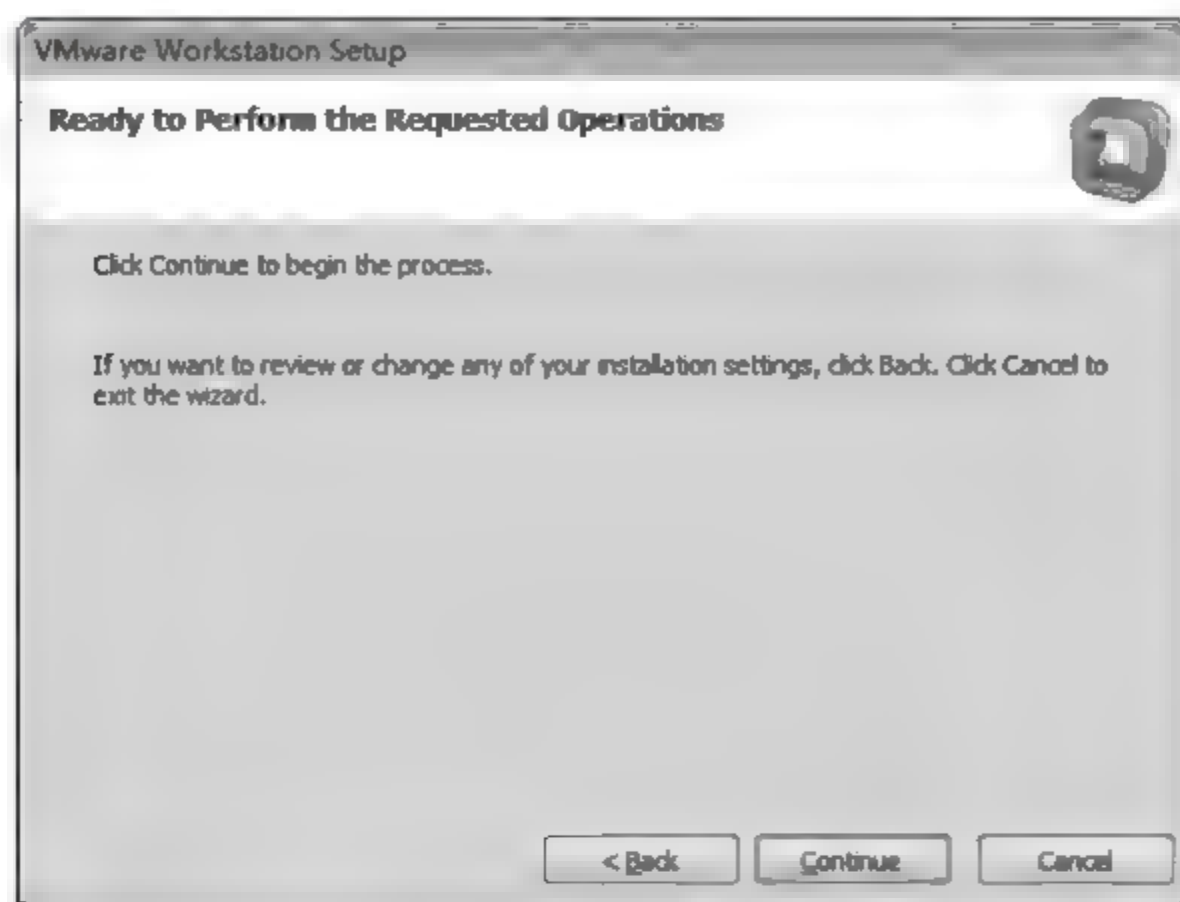 VMware Workstation Setup
Ready to Perform the Requested Operations
Click Continue to begin the process.
If you want to review or change any of your installation settings, click Back. Click Cancel to
exit the wizard.
< Back
Continue
Cancel